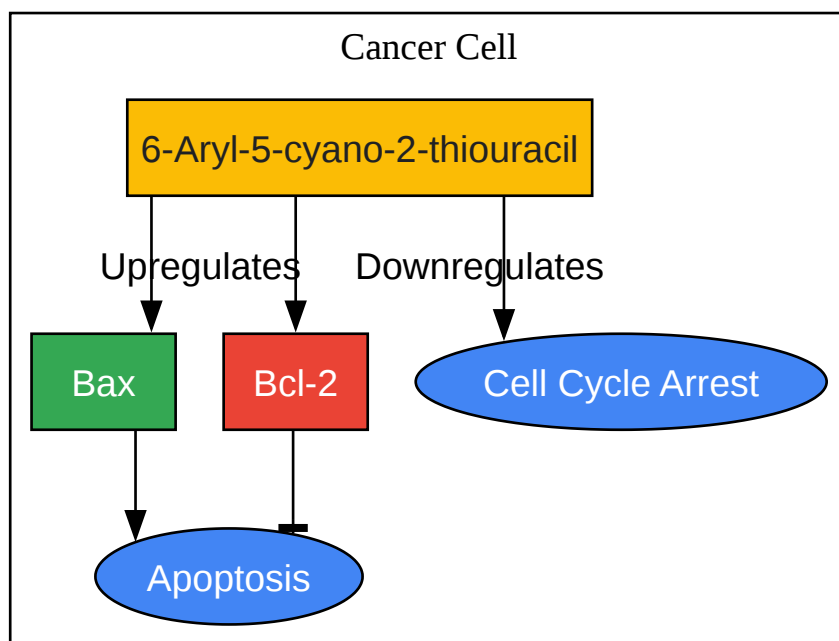 Cancer Cell
6-Aryl-5-cyano-2-thiouracil
Upregulates
Downregulates
Bax
Bcl-2
Cell Cycle Arrest
Apoptosis